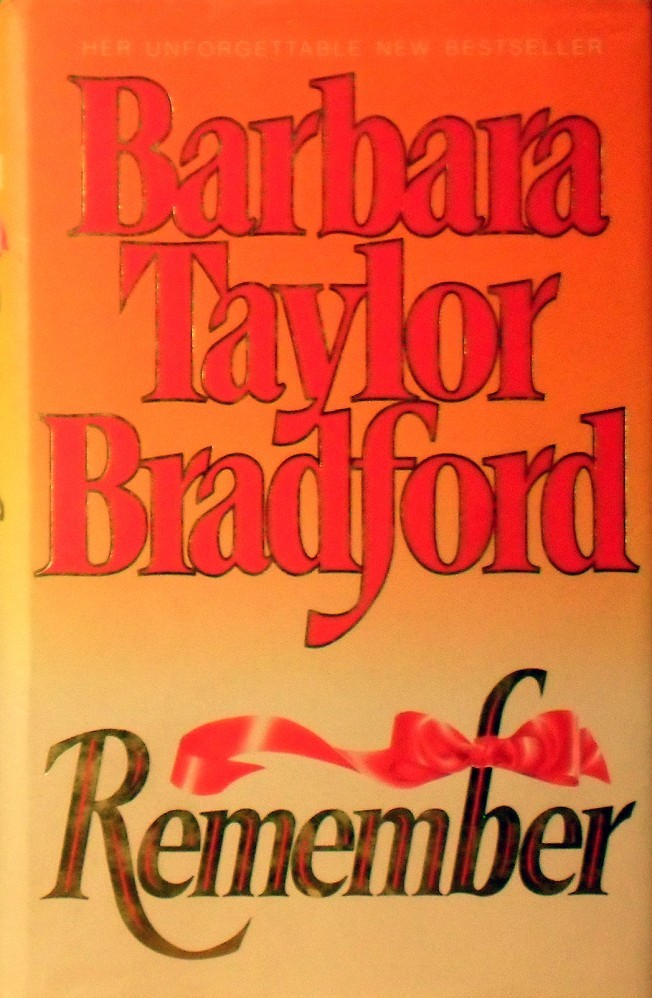 HER UNFORGETTABLE NEW BESTSELLER
Barbara
Taylor
Bradford
Remember